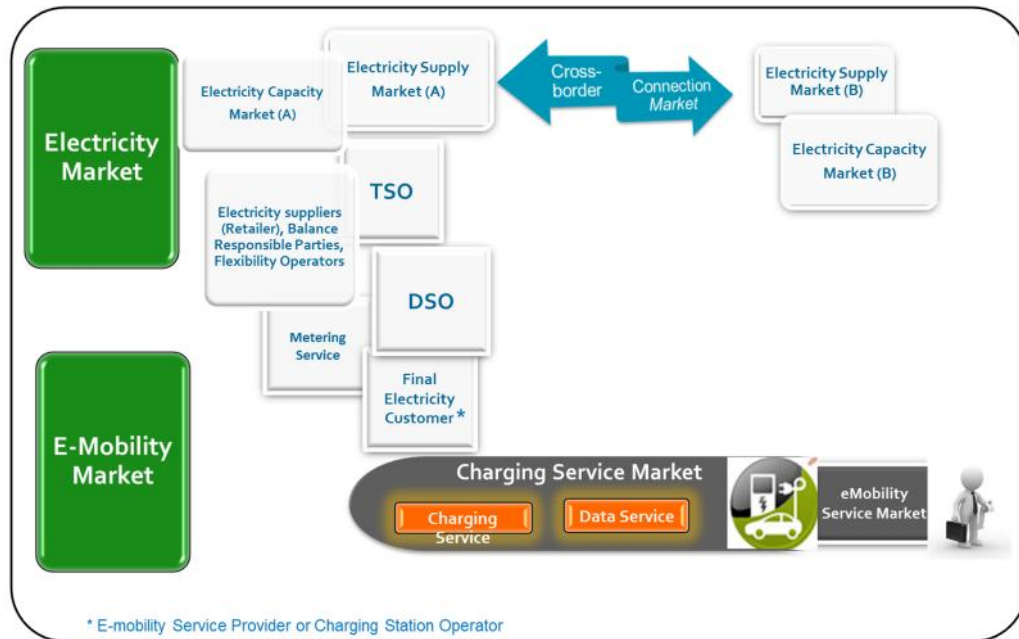 Electricity
Market
Electricity Capacity
Market (A)
Electricity Supply
Market (A)
Cross-
border
Connection
Market
Electricity Supply
Market (B)
Electricity Capacity
Market (B)
TSO
Electricity suppliers
(Retailer), Balance
Responsible Parties,
Flexibility Operators
DSO
Metering
Service
Final
Electricity
Customer *
E-Mobility
Market
Charging Service Market
Charging
Service
Data Service
eMobility
Service Market
* E-mobility Service Provider or Charging Station Operator